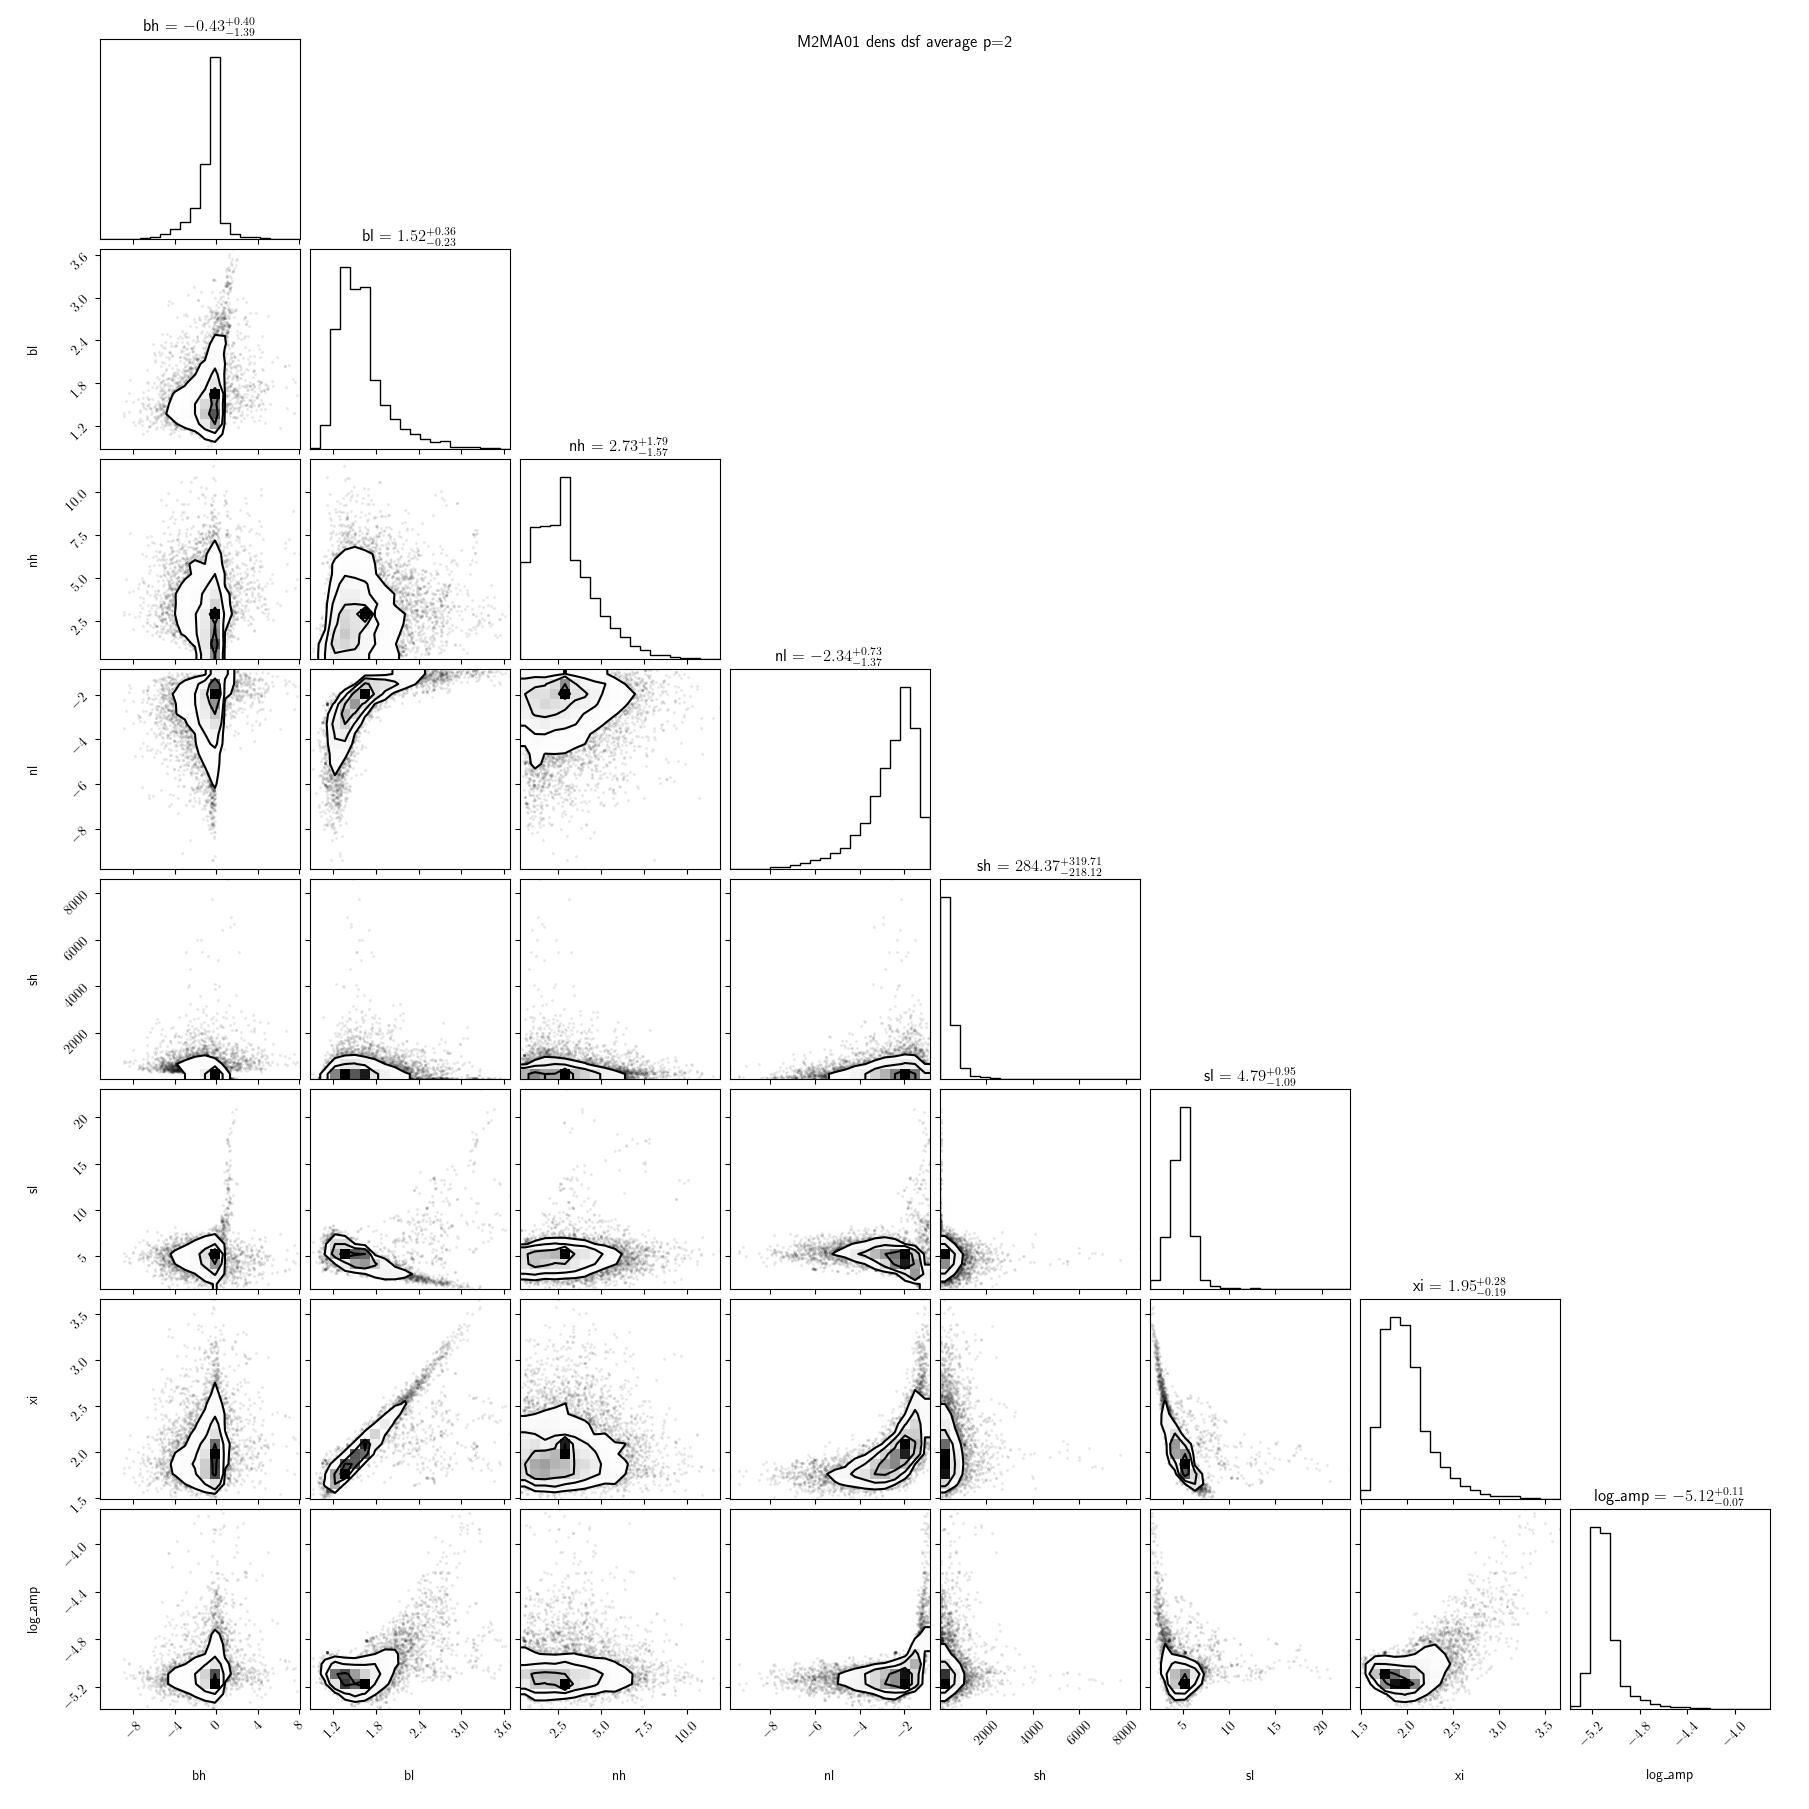 M2MA01 dens dsf average p=2
bh = −0.43 +0.40 −1.39
bl = 1.52 +0.36 −0.23
nh = 2.73 +1.79 −1.57
nl = −2.34 +0.73 −1.37
sh = 284.37 +319.71 −218.12
sl = 4.79 +0.95 −1.09
xi = 1.95 +0.28 −0.19
log_amp = −5.12 +0.11 −0.07
bl
3.6
3.0
2.4
1.8
1.2
nh
10.0
7.5
5.0
2.5
nl
−2
−4
−6
−8
sh
8000
6000
4000
2000
sl
20
15
10
5
xi
3.5
3.0
2.5
2.0
1.5
log_amp
−4.0
−4.4
−4.8
−5.2
−8 −4 0 4 8
1.2 1.8 2.4 3.0 3.6
2.5 5.0 7.5 10.0
−8 −6 −4 −2
2000 4000 6000 8000
5 10 15 20
1.5 2.0 2.5 3.0 3.5
−5.2 −4.8 −4.4 −4.0
bh bl nh nl sh sl xi log_amp